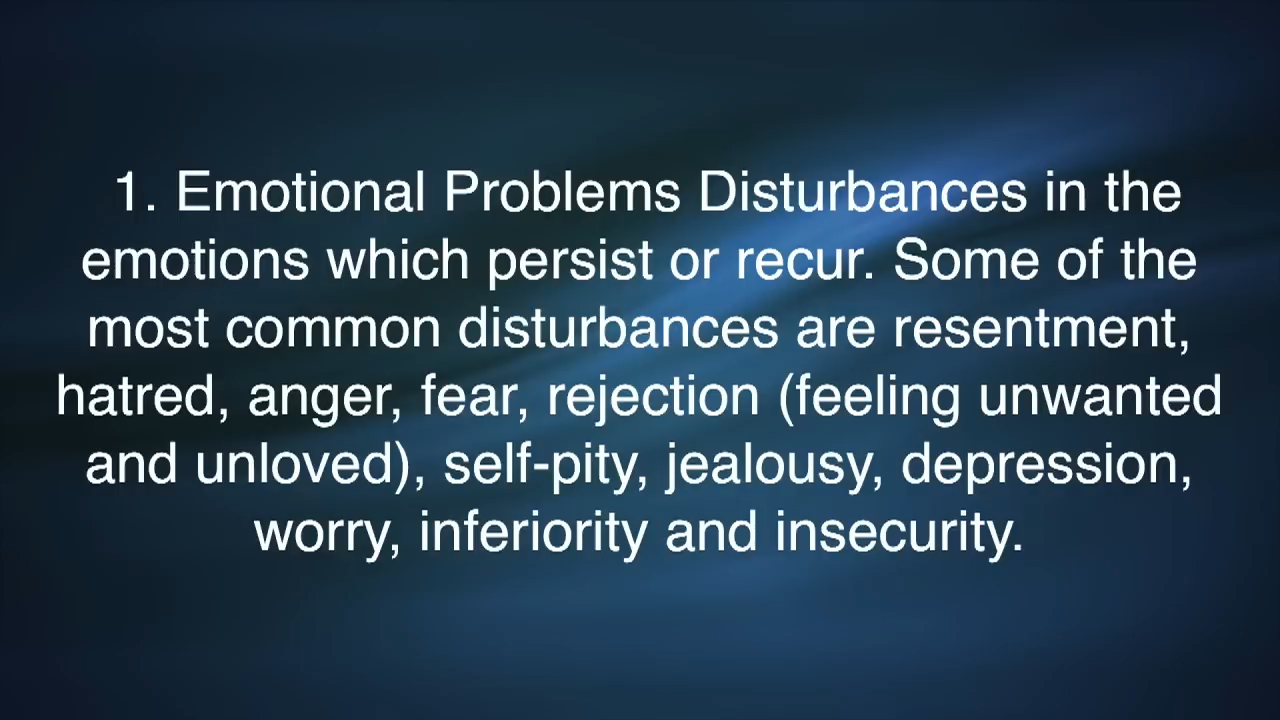 1. Emotional Problems Disturbances in the
emotions which persist or recur. Some of the
most common disturbances are resentment,
hatred, anger, fear, rejection (feeling unwanted
and unloved), self-pity, jealousy, depression,
worry, inferiority and insecurity.